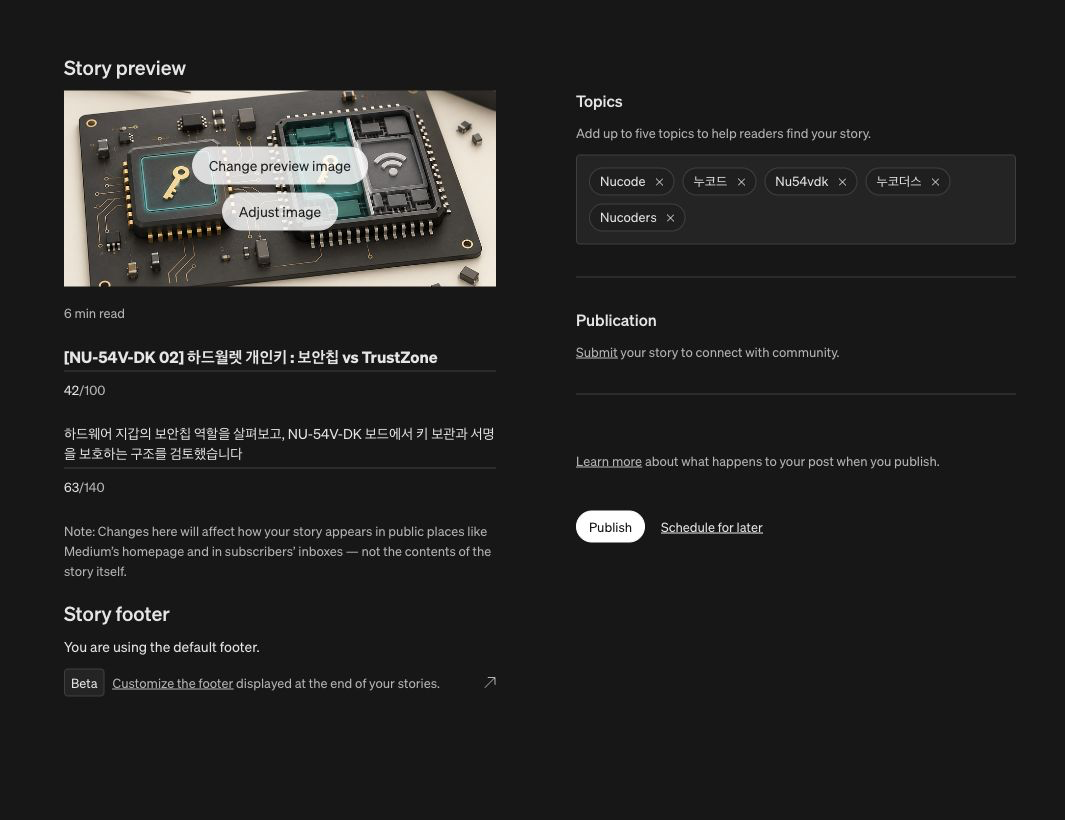 Story preview
Change preview image
Adjust image
6 min read
[NU-54V-DK 02] 하드월렛 개인키 : 보안칩 vs TrustZone
42/100
하드웨어 지갑의 보안칩 역할을 살펴보고, NU-54V-DK 보드에서 키 보관과 서명
을 보호하는 구조를 검토했습니다
63/140
Note: Changes here will affect how your story appears in public places like
Medium’s homepage and in subscribers’ inboxes — not the contents of the
story itself.
Story footer
You are using the default footer.
Beta Customize the footer displayed at the end of your stories.
Topics
Add up to five topics to help readers find your story.
Nucode 누코드 Nu54vdk 누코더스
Nucoders
Publication
Submit your story to connect with community.
Learn more about what happens to your post when you publish.
Publish Schedule for later